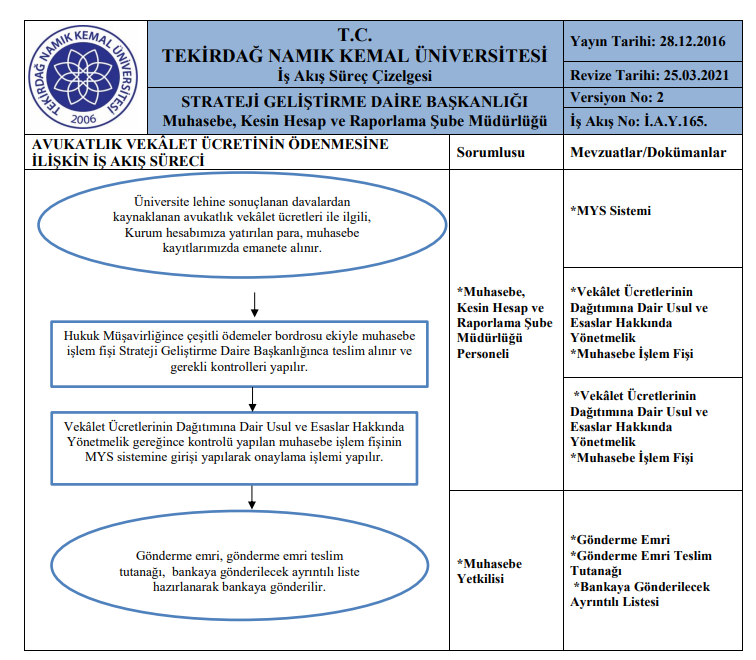 TEKİRDAĞ NAMIK KEMAL ÜNİVERSİTESİ
2006
T.C.
TEKİRDAĞ NAMIK KEMAL ÜNİVERSİTESİ
İş Akış Süreç Çizelgesi
STRATEJİ GELİŞTİRME DAİRE BAŞKANLIĞI
Muhasebe, Kesin Hesap ve Raporlama Şube Müdürlüğü
Yayın Tarihi: 28.12.2016
Revize Tarihi: 25.03.2021
Versiyon No: 2
İş Akış No: İ.A.Y.165.
AVUKATLIK VEKÂLET ÜCRETİNİN ÖDENMESİNE
İLİŞKİN İŞ AKIŞ SÜRECİ
Sorumlusu
Mevzuatlar/Dokümanlar
Üniversite lehine sonuçlanan davalardan
kaynaklanan avukatlık vekâlet ücretleri ile ilgili,
Kurum hesabımıza yatırılan para, muhasebe
kayıtlarımızda emanete alınır.
*MYS Sistemi
Hukuk Müşavirliğince çeşitli ödemeler bordrosu ekiyle muhasebe
işlem fişi Strateji Geliştirme Daire Başkanlığınca teslim alınır ve
gerekli kontrolleri yapılır.
*Muhasebe,
Kesin Hesap ve
Raporlama Şube
Müdürlüğü
Personeli
*Vekâlet Ücretlerinin
Dağıtımına Dair Usul ve
Esaslar Hakkında
Yönetmelik
*Muhasebe İşlem Fişi
Vekâlet Ücretlerinin Dağıtımına Dair Usul ve Esaslar Hakkında
Yönetmelik gereğince kontrolü yapılan muhasebe işlem fişinin
MYS sistemine girişi yapılarak onaylama işlemi yapılır.
*Vekâlet Ücretlerinin
Dağıtımına Dair Usul ve
Esaslar Hakkında
Yönetmelik
*Muhasebe İşlem Fişi
Gönderme emri, gönderme emri teslim
tutanağı, bankaya gönderilecek ayrıntılı liste
hazırlanarak bankaya gönderilir.
*Muhasebe
Yetkilisi
*Gönderme Emri
*Gönderme Emri Teslim
Tutanağı
*Bankaya Gönderilecek
Ayrıntılı Listesi